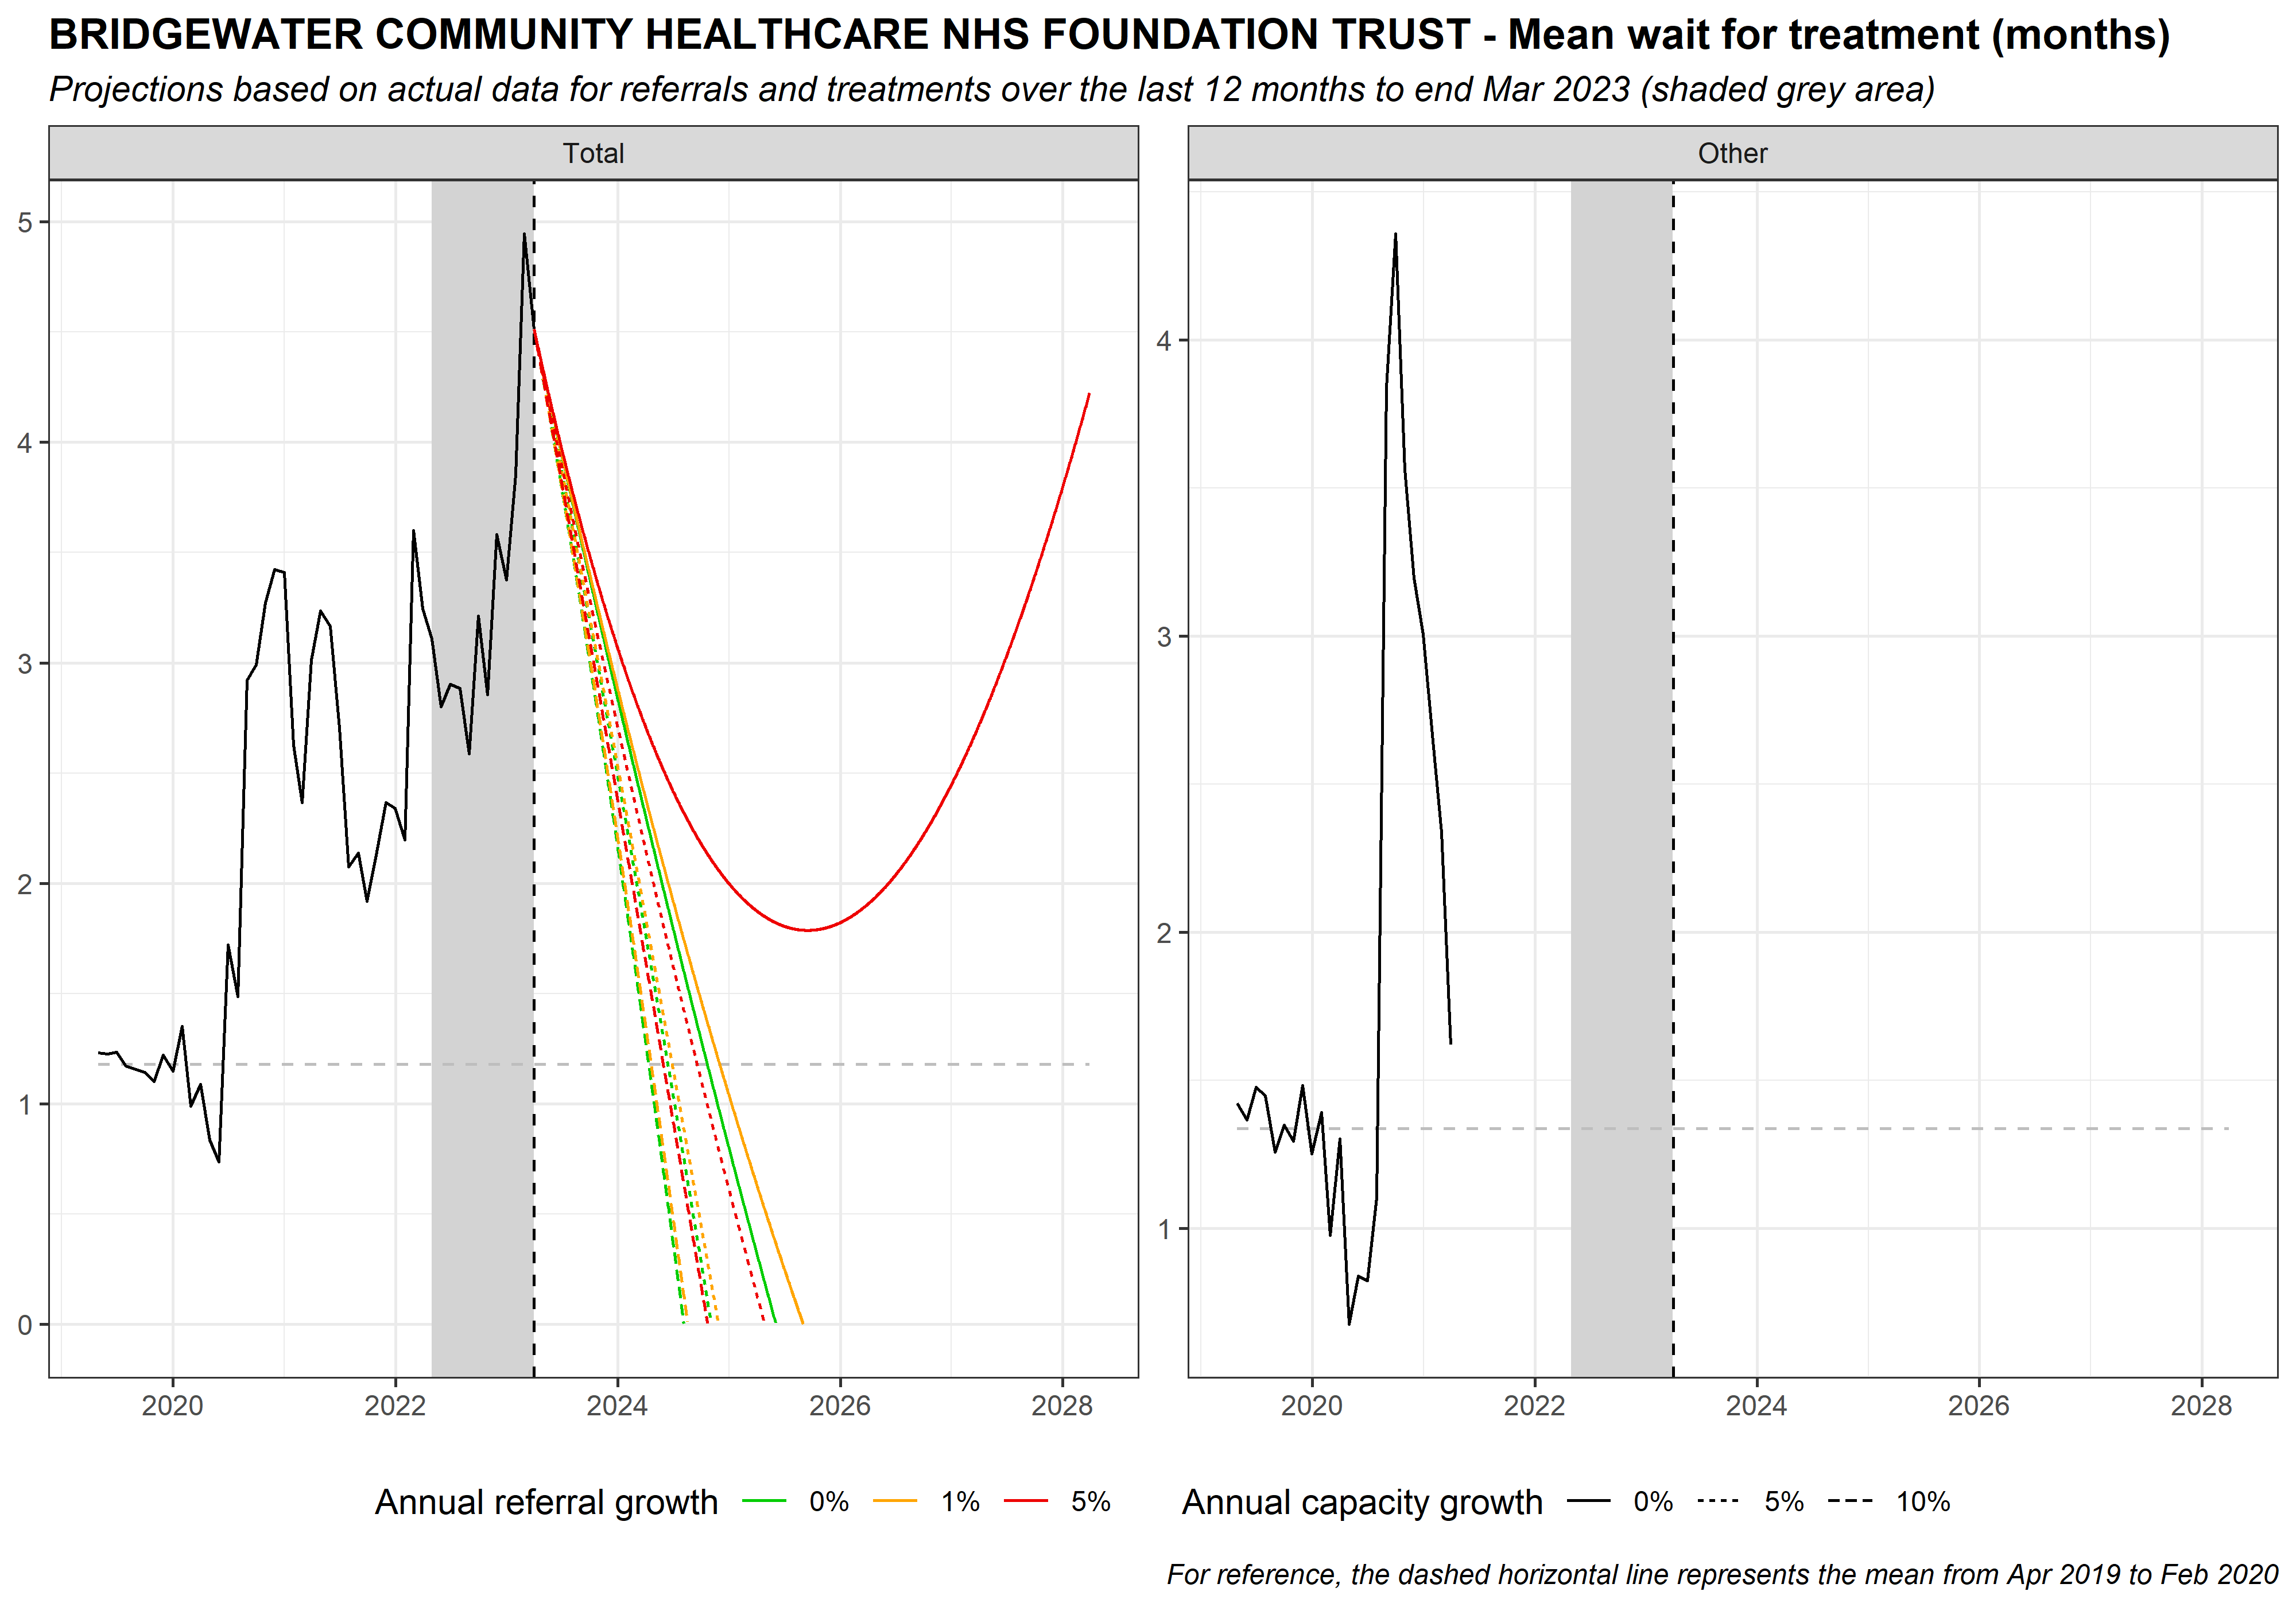 BRIDGEWATER COMMUNITY HEALTHCARE NHS FOUNDATION TRUST - Mean wait for treatment (months)
Projections based on actual data for referrals and treatments over the last 12 months to end Mar 2023 (shaded grey area)
Total
5
4
3
2
1
0
2020 2022 2024 2026 2028
Other
4
3
2
1
2020 2022 2024 2026 2028
Annual referral growth 0% 1% 5%
Annual capacity growth 0% 5% 10%
For reference, the dashed horizontal line represents the mean from Apr 2019 to Feb 2020